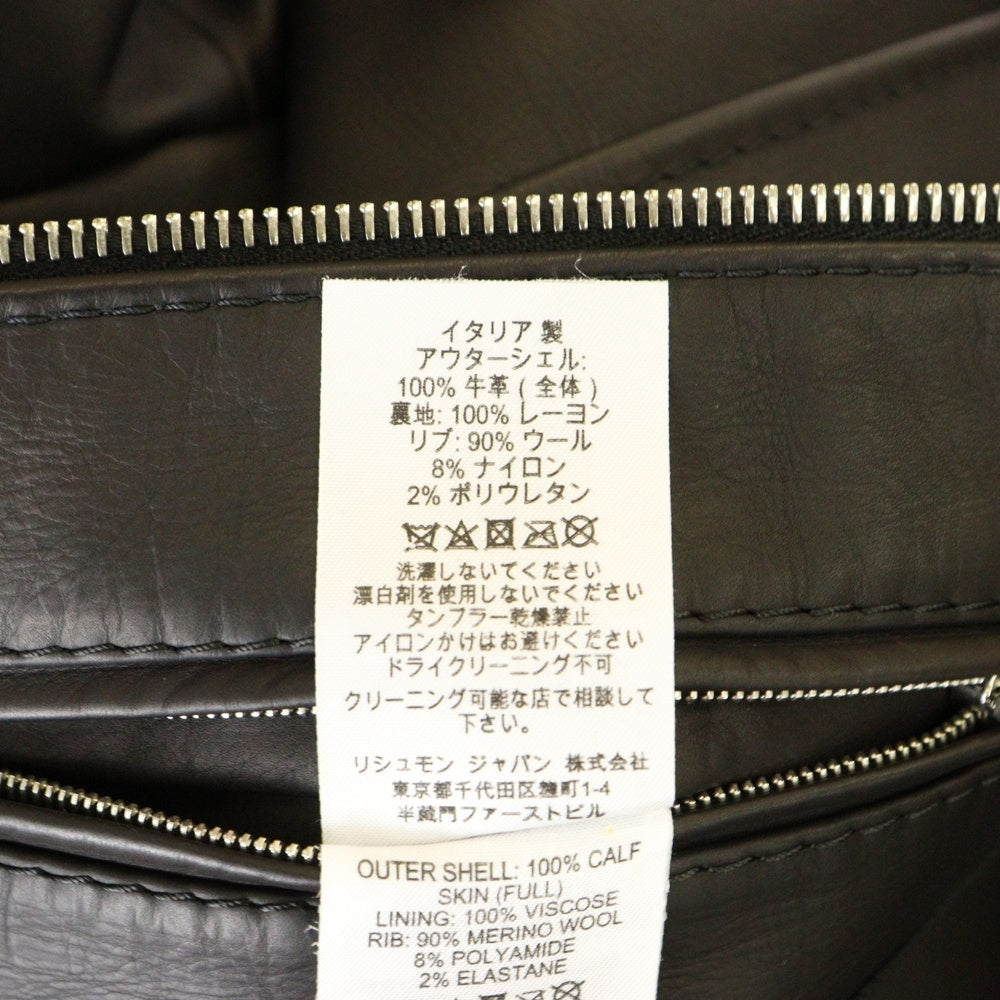 イタリア 製
アウターシェル:
100% 牛革 ( 全体 )
裏地: 100% レーヨン
リブ: 90% ウール
8% ナイロン
2% ポリウレタン
洗濯しないてください
漂白剤を使用しないでください
タンブラー乾燥禁止
アイロンかけはお避けください
ドライクリーニング不可
クリーニング可能な店で相談して
下さい。
リシュモン ジャパン 株式会社
東京都千代田区麹町1-4
半蔵門ファーストビル
OUTER SHELL: 100% CALF
SKIN (FULL)
LINING: 100% VISCOSE
RIB: 90% MERINO WOOL
8% POLYAMIDE
2% ELASTANE